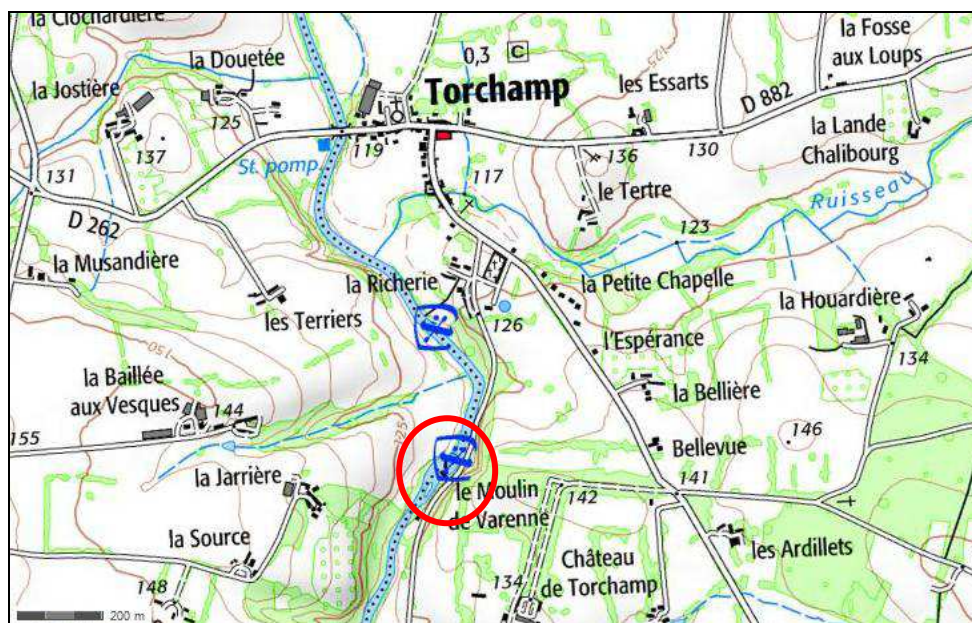 la Clochardière
la Douetée
0,3 C
la Fosse
aux Loups
la Jostière
Torchamp
les Essarts
D 882
125
119
137
St. pomp.
136
130
la Lande
Chalibourg
131
117
le Tertre
Ruisseau
D 262
123
la Musandière
la Richerie
la Petite Chapelle
les Terriers
126
la Houardière
l'Espérance
134
150
la Baillée
aux Vesques
144
la Bellière
155
125
Bellevue
146
la Jarrière
le Moulin
de Varenne
142
141
la Source
les Ardillets
Château
de Torchamp
134
148
200 m
125